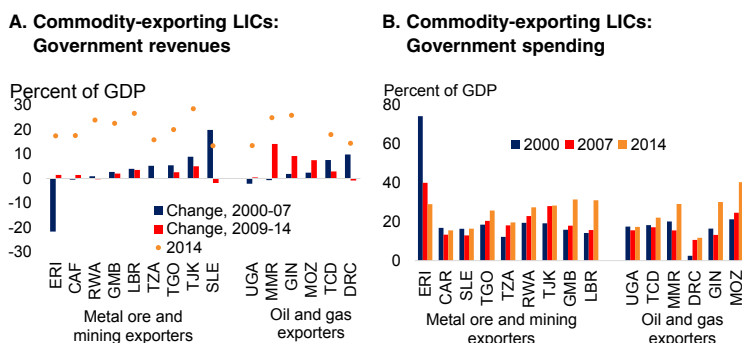 A. Commodity-exporting LICs:
Government revenues
Percent of GDP
30
20
10
0
-10
-20
-30
Change, 2000-07
Change, 2009-14
2014
ERI
CAF
RWA
GMB
LBR
TZA
TGO
TJK
SLE
UGA
MMR
GIN
MOZ
TCD
DRC
Metal ore and
mining exporters
Oil and gas
exporters
B. Commodity-exporting LICs:
Government spending
Percent of GDP
80
60
40
20
0
2000 2007 2014
ERI
CAR
SLE
TGO
TZA
RWA
TJK
GMB
LBR
UGA
TCD
MMR
DRC
GIN
MOZ
Metal ore and mining
exporters
Oil and gas
exporters